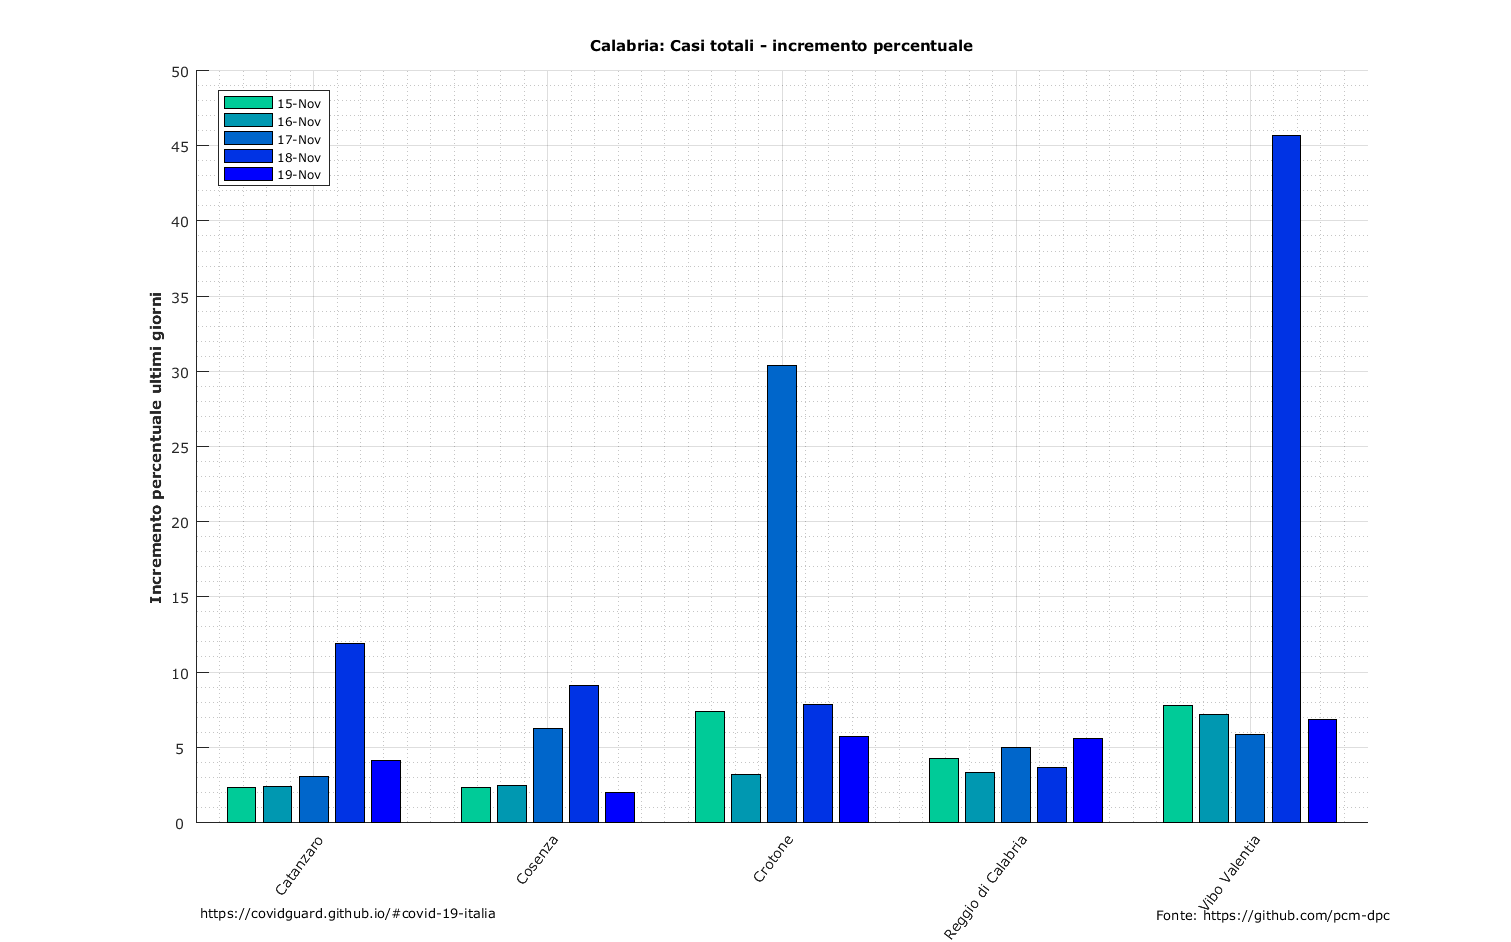 Calabria: Casi totali - incremento percentuale
Incremento percentuale ultimi giorni
50
45
40
35
30
25
20
15
10
5
0
15-Nov
16-Nov
17-Nov
18-Nov
19-Nov
Catanzaro
Cosenza
Crotone
Reggio di Calabria
Vibo Valentia
https://covidguard.github.io/#covid-19-italia
Fonte: https://github.com/pcm-dpc